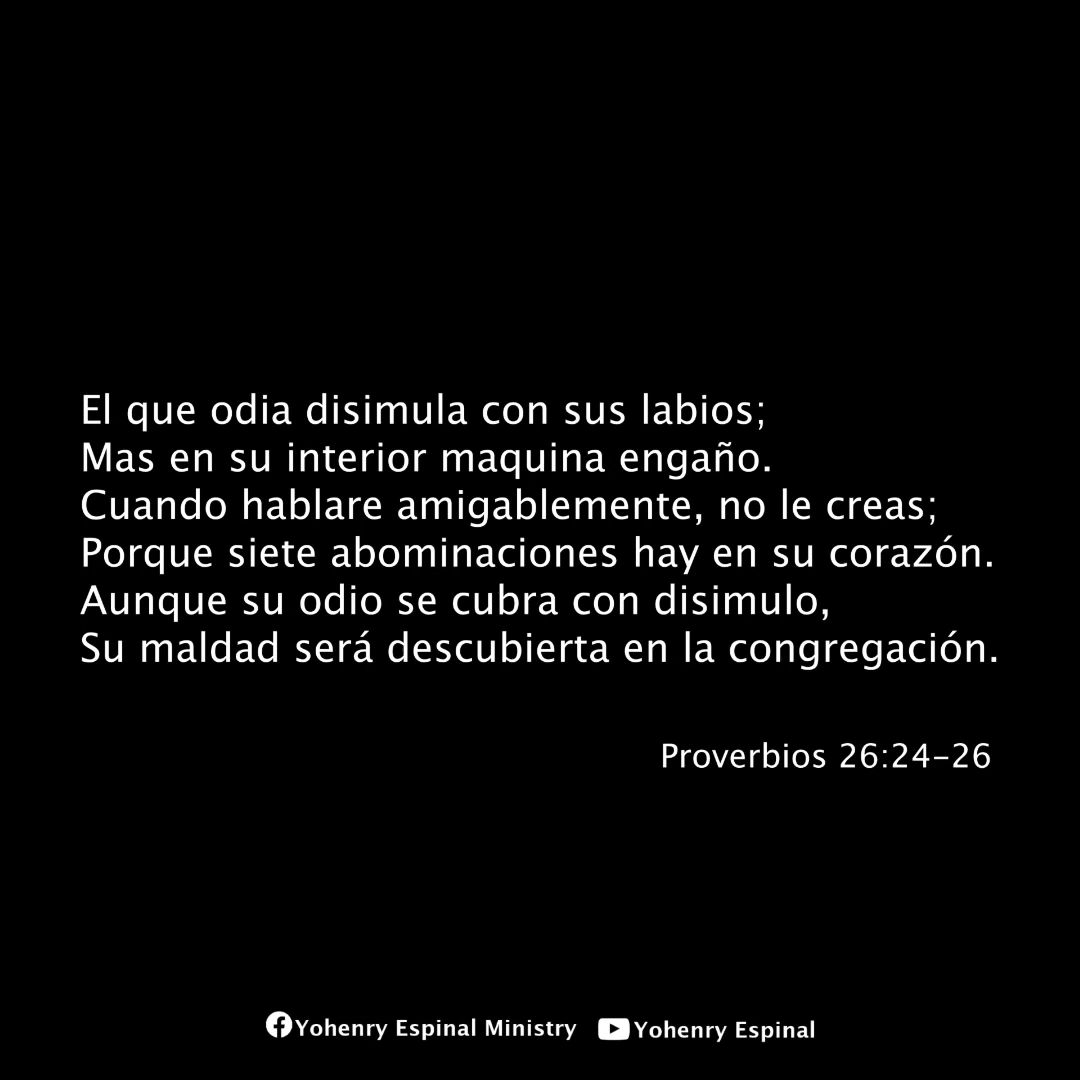 El que odia disimula con sus labios;
Mas en su interior maquina engaño.
Cuando hablare amigablemente, no le creas;
Porque siete abominaciones hay en su corazón.
Aunque su odio se cubra con disimulo,
Su maldad será descubierta en la congregación.
Proverbios 26:24-26
Yohenry Espinal Ministry Yohenry Espinal